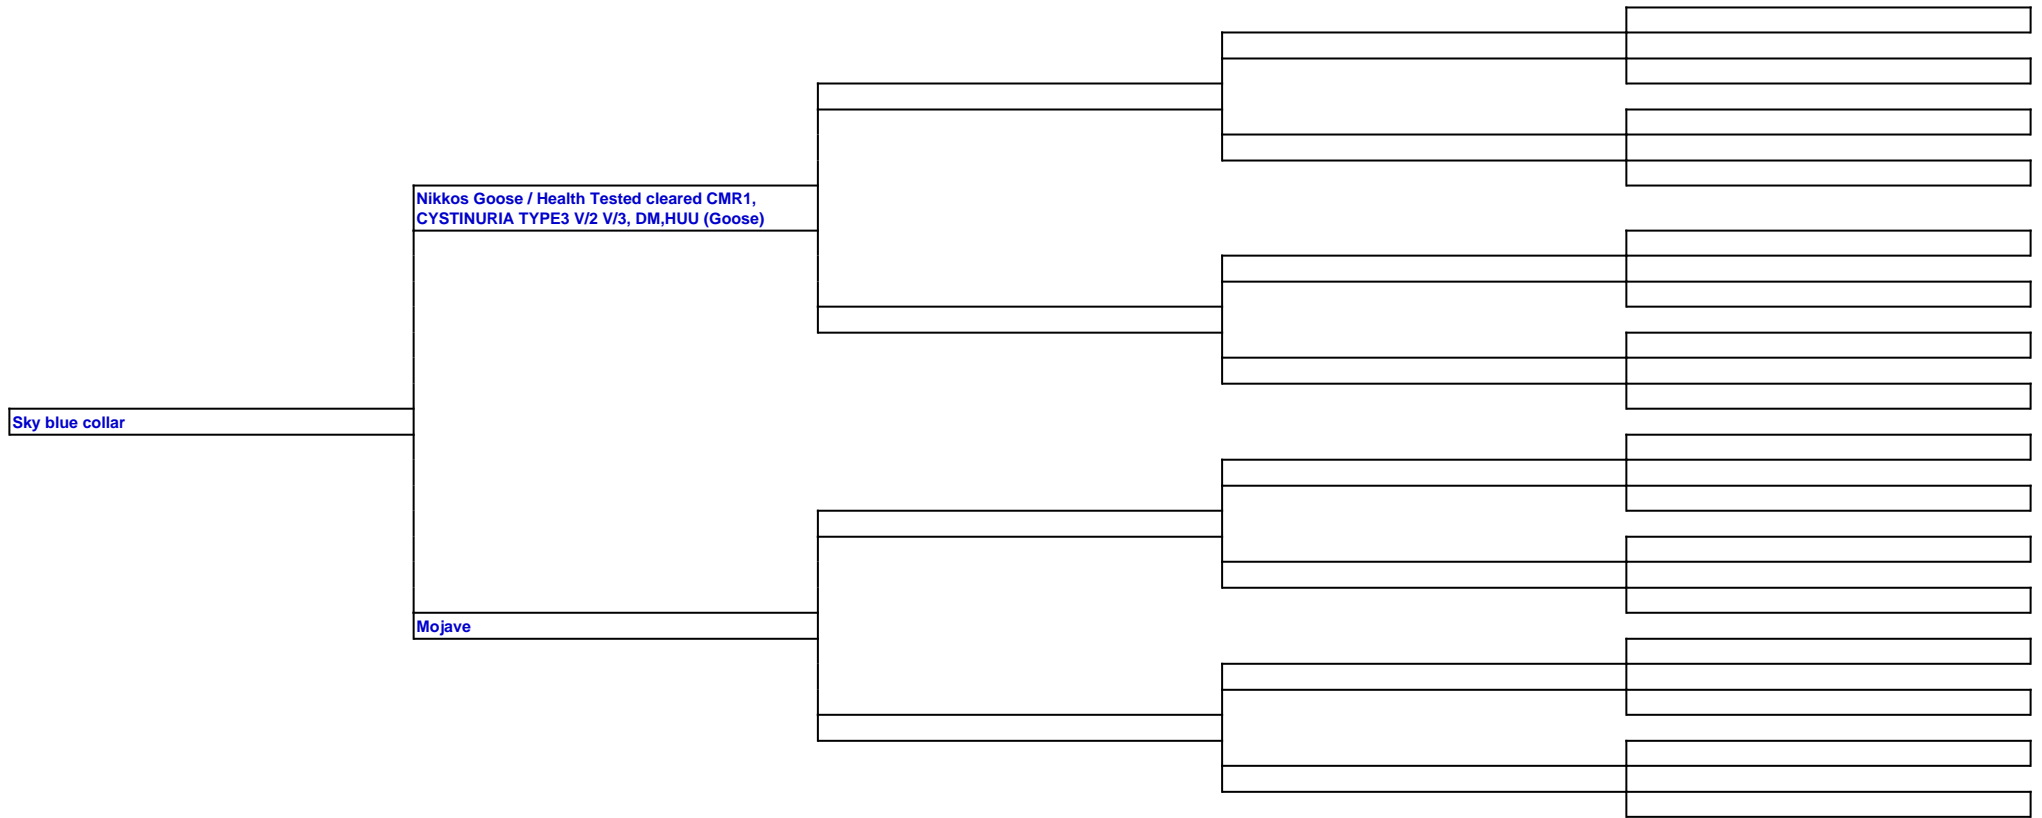 Nikkos Goose / Health Tested cleared CMR1,
CYSTINURIA TYPE3 V/2 V/3, DM,HUU (Goose)
Sky blue collar
Mojave